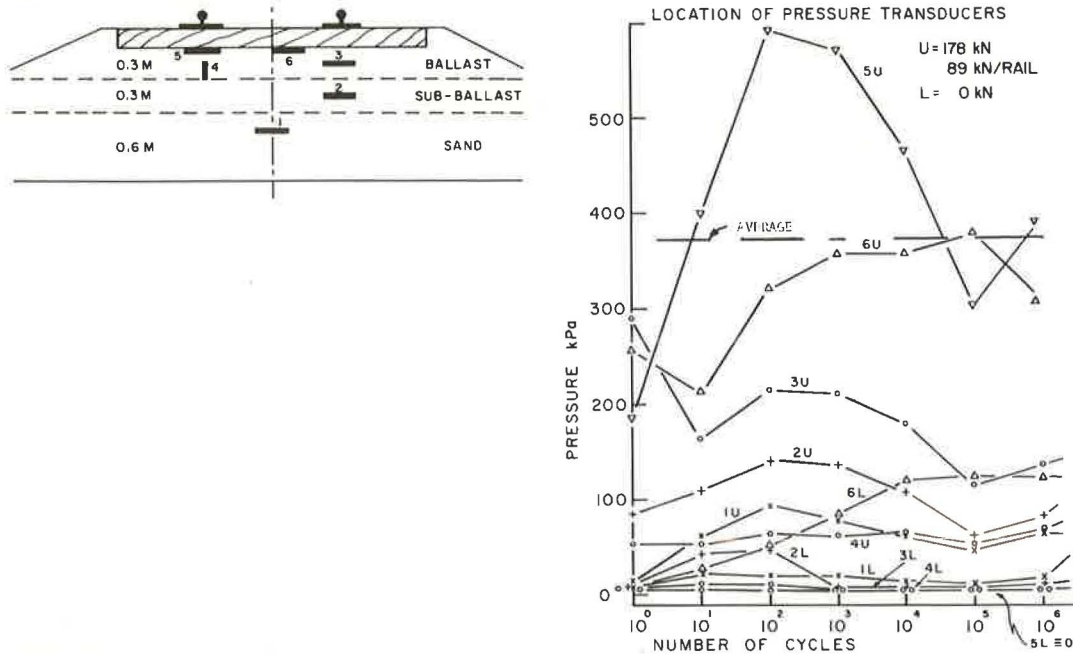 5
4
6
3
0.3 M
BALLAST
0.3 M
2
SUB-BALLAST
1
0.6 M
SAND
LOCATION OF PRESSURE TRANSDUCERS
U = 178 kN
89 kN/RAIL
L = 0 kN
5U
AVERAGE
6U
3U
2U
6L
1U
4U
2L
3L
1L
4L
5L ≡ 0
500
400
300
200
100
0
PRESSURE kPa
10⁰ 10¹ 10² 10³ 10⁴ 10⁵ 10⁶
NUMBER OF CYCLES